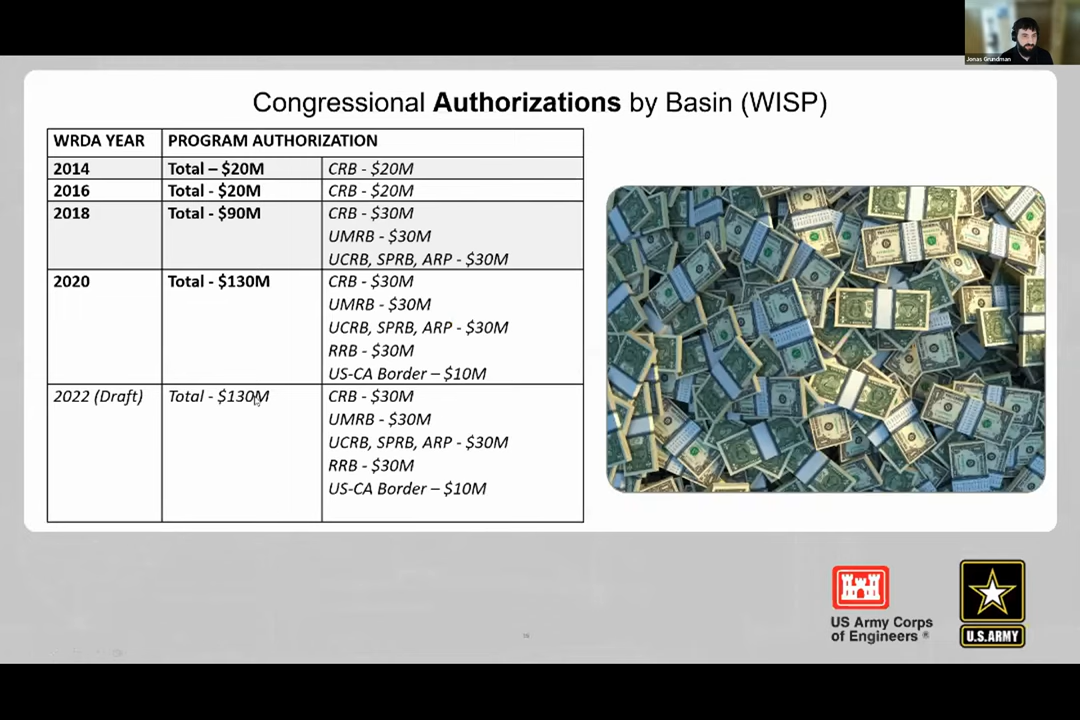 Jonas Grundman
Congressional Authorizations by Basin (WISP)
WRDA YEAR PROGRAM AUTHORIZATION
2014 Total – $20M CRB - $20M
2016 Total - $20M CRB - $20M
2018 Total - $90M CRB - $30M
UMRB - $30M
UCRB, SPRB, ARP - $30M
2020 Total - $130M CRB - $30M
UMRB - $30M
UCRB, SPRB, ARP - $30M
RRB - $30M
US-CA Border – $10M
2022 (Draft) Total - $130M CRB - $30M
UMRB - $30M
UCRB, SPRB, ARP - $30M
RRB - $30M
US-CA Border – $10M
US Army Corps
of Engineers ®
U.S.ARMY
16